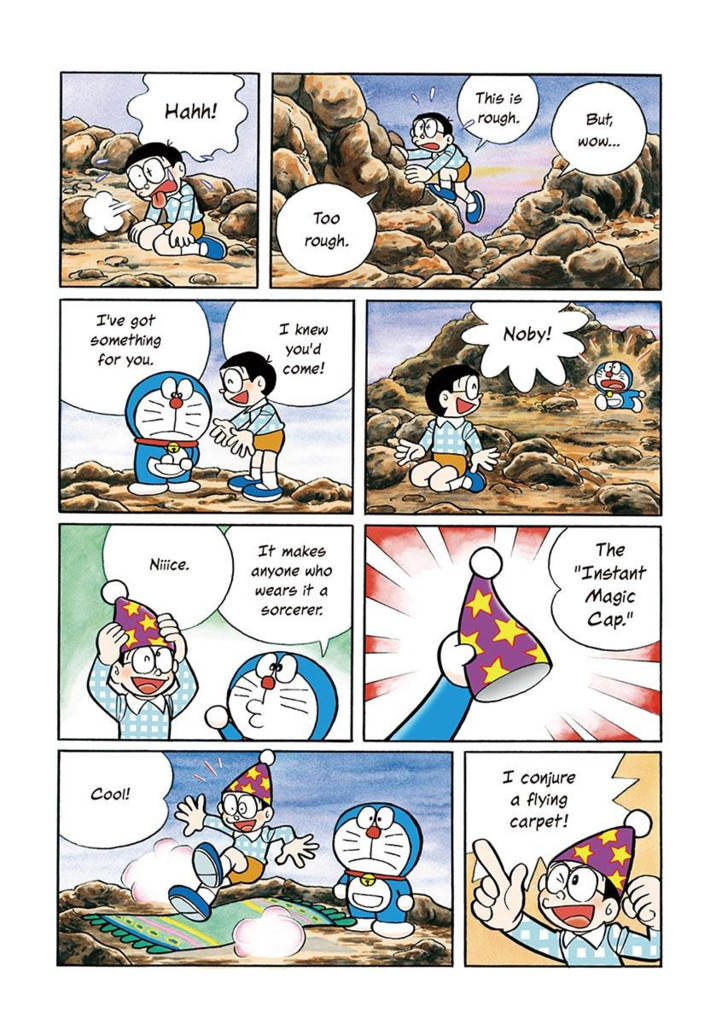 But,
wow...
This is
rough.
Too
rough.
Hahh!
Noby!
I knew
you'd
come!
I've got
something
for you.
The
"Instant
Magic
Cap."
It makes
anyone who
wears it a
sorcerer.
Niiice.
I conjure
a flying
carpet!
Cool!